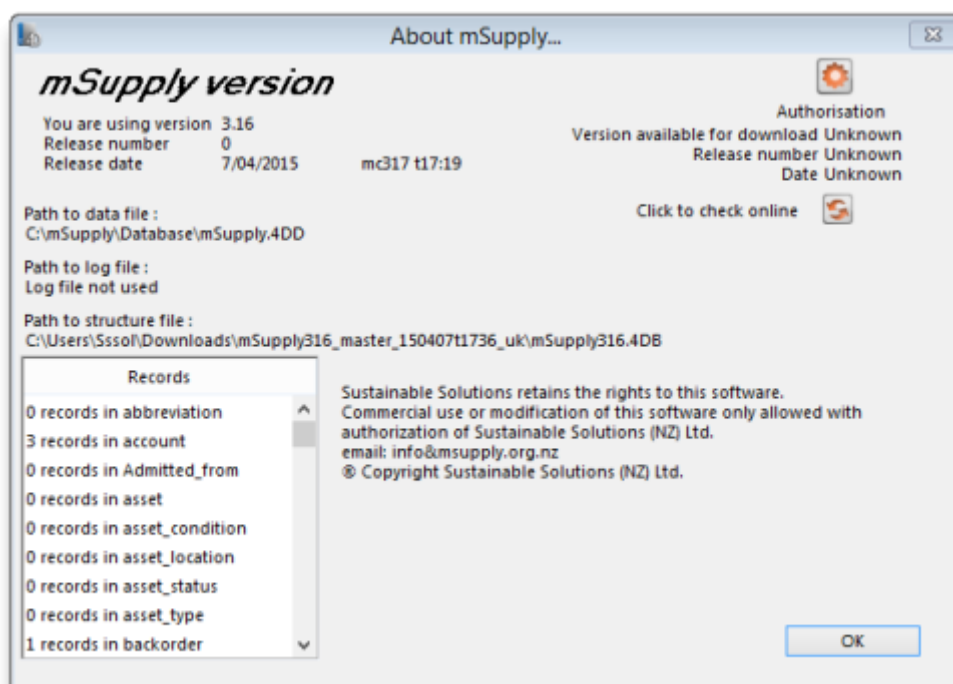 About mSupply...
mSupply version
You are using version 3.16
Release number 0
Release date 7/04/2015 mc317 t17:19
Authorisation
Version available for download Unknown
Release number Unknown
Date Unknown
Click to check online
Path to data file :
C:\mSupply\Database\mSupply.4DD
Path to log file :
Log file not used
Path to structure file :
C:\Users\Sssol\Downloads\mSupply316_master_150407t1736_uk\mSupply316.4DB
Records
0 records in abbreviation
3 records in account
0 records in Admitted_from
0 records in asset
0 records in asset_condition
0 records in asset_location
0 records in asset_status
0 records in asset_type
1 records in backorder
Sustainable Solutions retains the rights to this software.
Commercial use or modification of this software only allowed with
authorization of Sustainable Solutions (NZ) Ltd.
email: info@msupply.org.nz
® Copyright Sustainable Solutions (NZ) Ltd.
OK